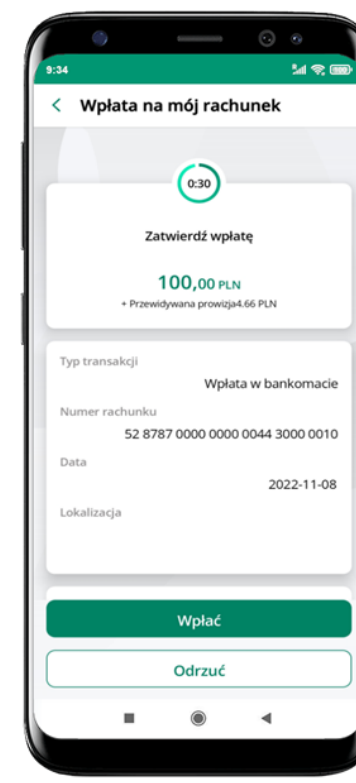 9:34
Wpłata na mój rachunek
0:30
Zatwierdź wpłatę
100,00 PLN
+ Przewidywana prowizja4.66 PLN
Typ transakcji
Wpłata w bankomacie
Numer rachunku
52 8787 0000 0000 0044 3000 0010
Data
2022-11-08
Lokalizacja
Wpłać
Odrzuć